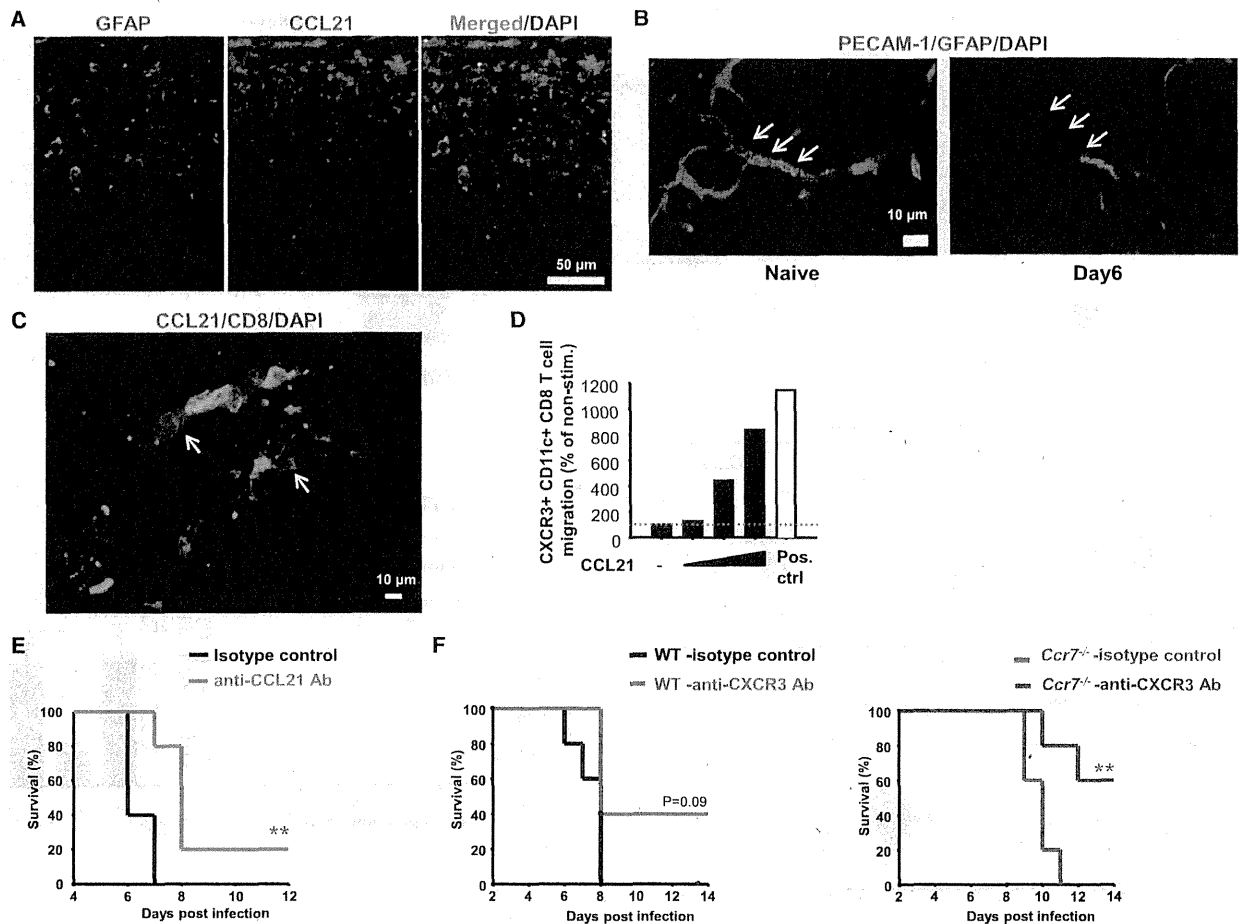 A
GFAP
CCL21
Merged/DAPI
50 µm
B
PECAM-1/GFAP/DAPI
10 µm
Naive
Day6
C
CCL21/CD8/DAPI
10 µm
D
CXCR3+ CD11c+ CD8 T cell
migration (% of non-stim.)
1200
1000
800
600
400
200
0
CCL21
-
Pos.
ctrl
E
Isotype control
anti-CCL21 Ab
Survival (%)
100
80
60
40
20
0
**
4 6 8 10 12
Days post infection
F
WT -isotype control
WT -anti-CXCR3 Ab
Survival (%)
100
80
60
40
20
0
P=0.09
2 4 6 8 10 12 14
Days post infection
Ccr7-/- -isotype control
Ccr7-/- -anti-CXCR3 Ab
Survival (%)
100
80
60
40
20
0
**
2 4 6 8 10 12 14
Days post infection